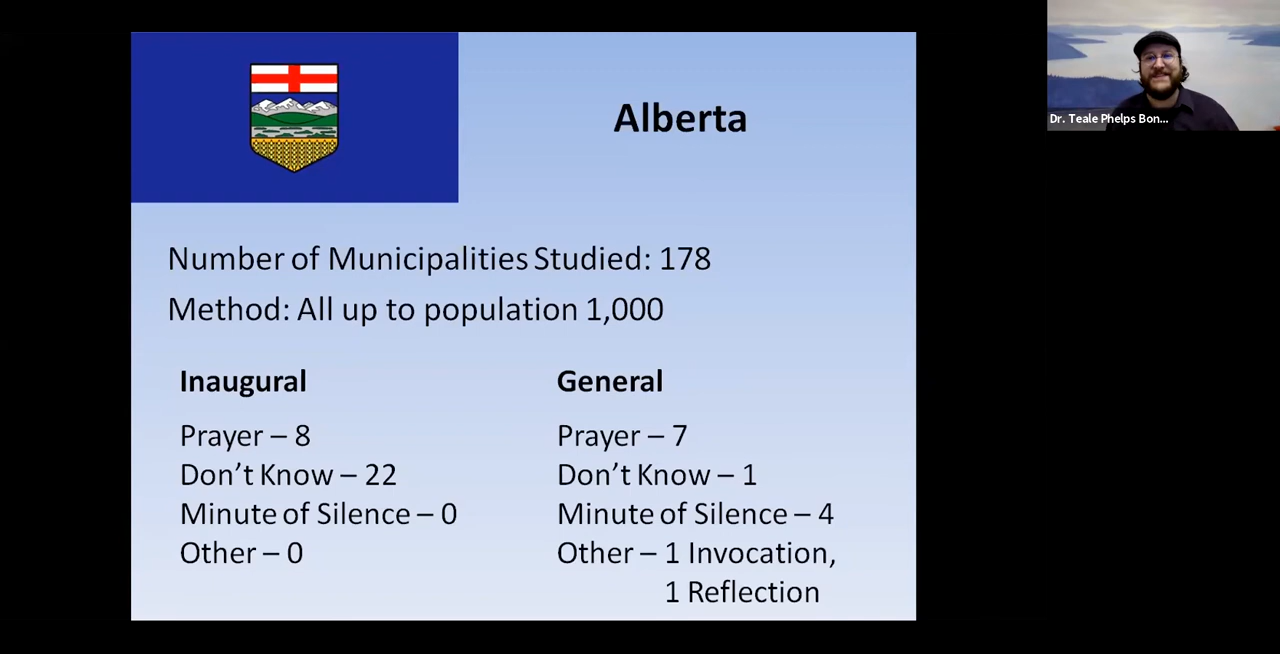 Alberta
Dr. Teale Phelps Bon...
Number of Municipalities Studied: 178
Method: All up to population 1,000
Inaugural
Prayer – 8
Don't Know – 22
Minute of Silence – 0
Other – 0
General
Prayer – 7
Don't Know – 1
Minute of Silence – 4
Other – 1 Invocation,
1 Reflection